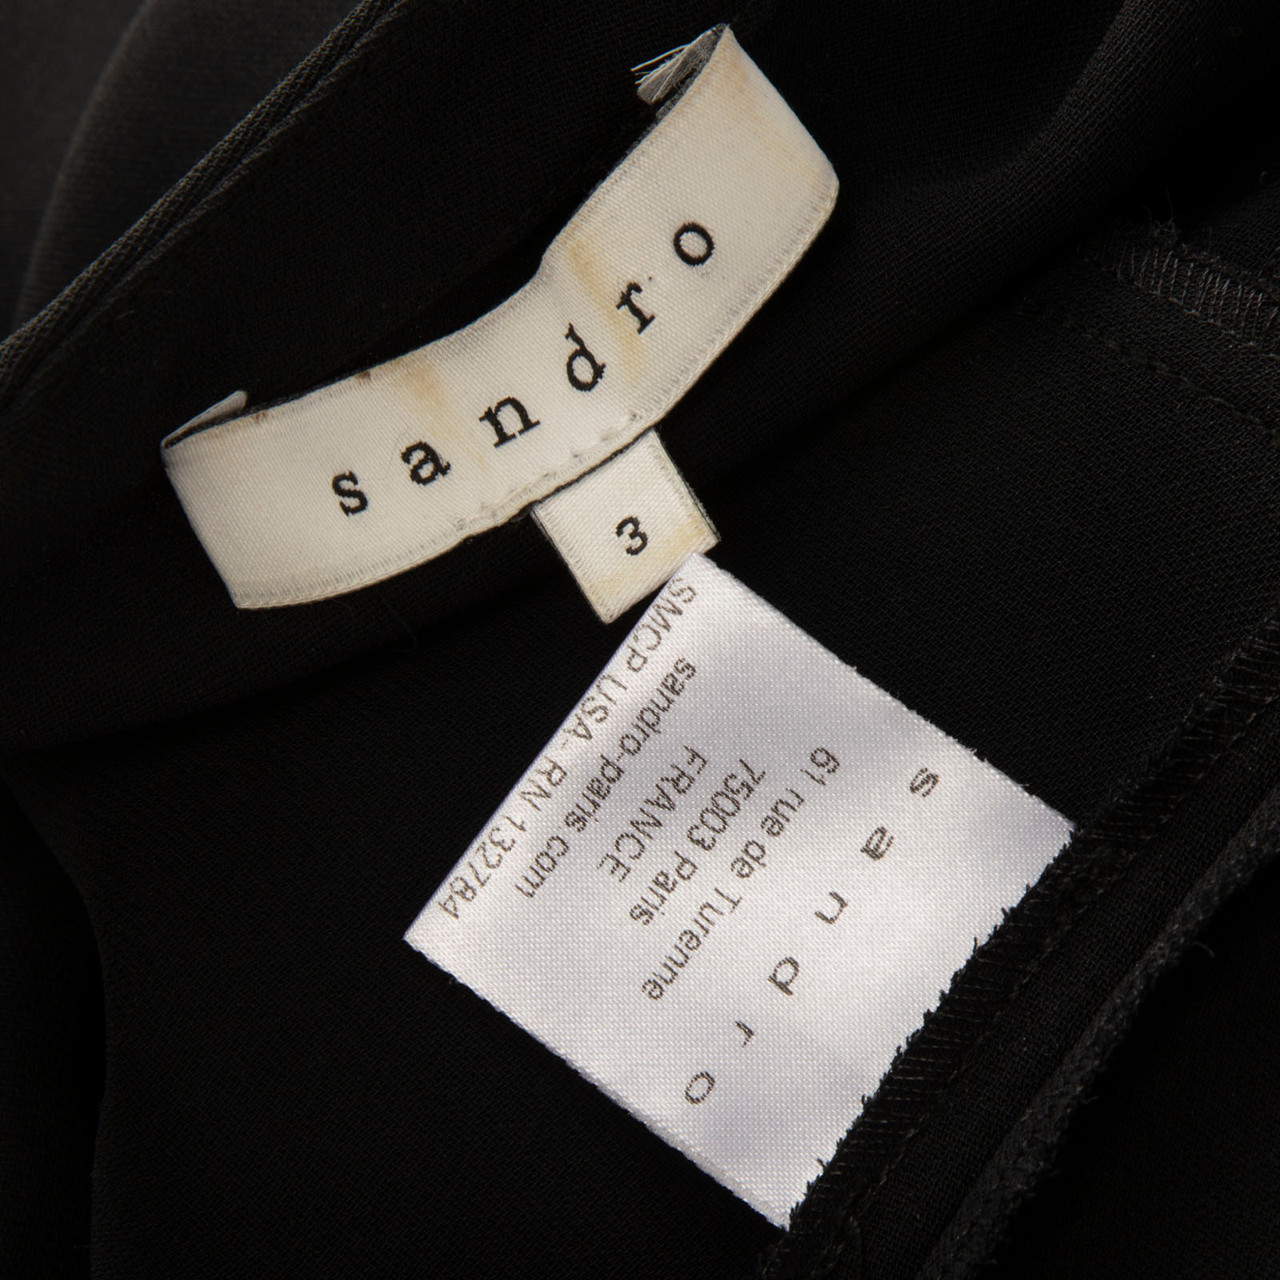 sandro
3
sandro
61 rue de Turenne
75003 Paris
FRANCE
sandro-paris.com
SMCP USA- RN 132784